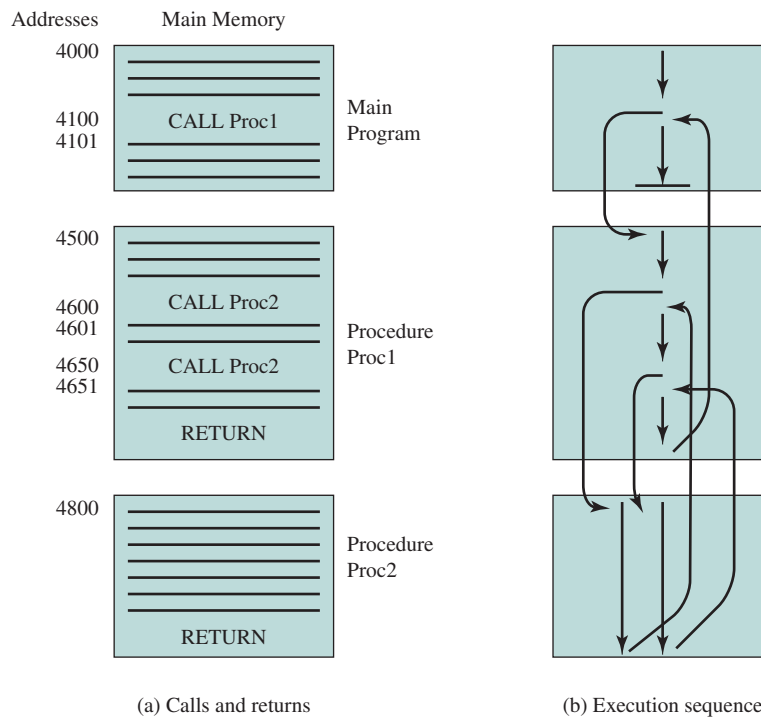 Addresses Main Memory
4000
4100 CALL Proc1
4101
Main
Program
4500
4600 CALL Proc2
4601
4650 CALL Proc2
4651
RETURN
Procedure
Proc1
4800
Procedure
Proc2
RETURN
(a) Calls and returns
(b) Execution sequence